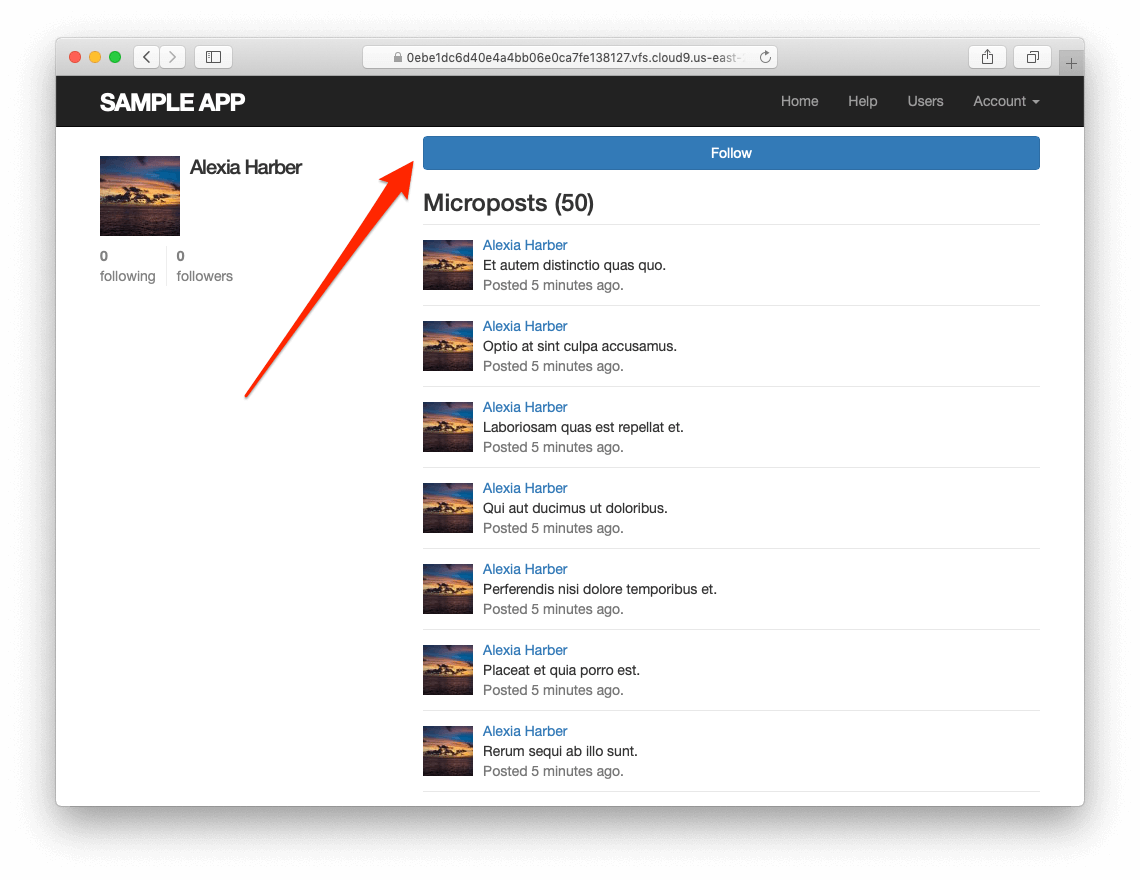 0ebe1dc6d40e4a4bb06e0ca7fe138127.vfs.cloud9.us-east-
SAMPLE APP
Home Help Users Account
Alexia Harber
0 following
0 followers
Follow
Microposts (50)
Alexia Harber
Et autem distinctio quas quo.
Posted 5 minutes ago.
Alexia Harber
Optio at sint culpa accusamus.
Posted 5 minutes ago.
Alexia Harber
Laboriosam quas est repellat et.
Posted 5 minutes ago.
Alexia Harber
Qui aut ducimus ut doloribus.
Posted 5 minutes ago.
Alexia Harber
Perferendis nisi dolore temporibus et.
Posted 5 minutes ago.
Alexia Harber
Placeat et quia porro est.
Posted 5 minutes ago.
Alexia Harber
Rerum sequi ab illo sunt.
Posted 5 minutes ago.